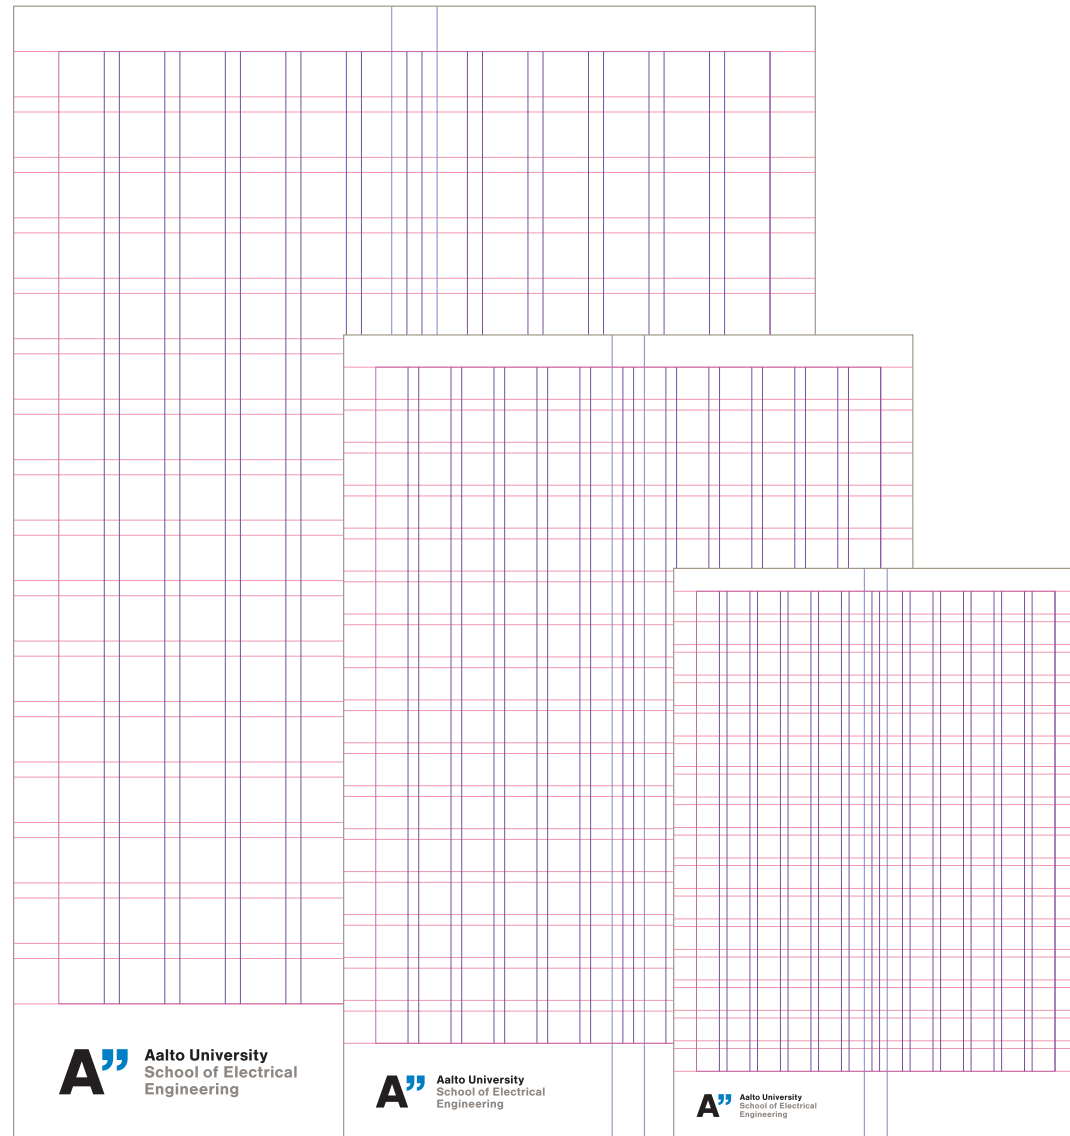 A”
Aalto University
School of Electrical
Engineering
A”
Aalto University
School of Electrical
Engineering
A”
Aalto University
School of Electrical
Engineering